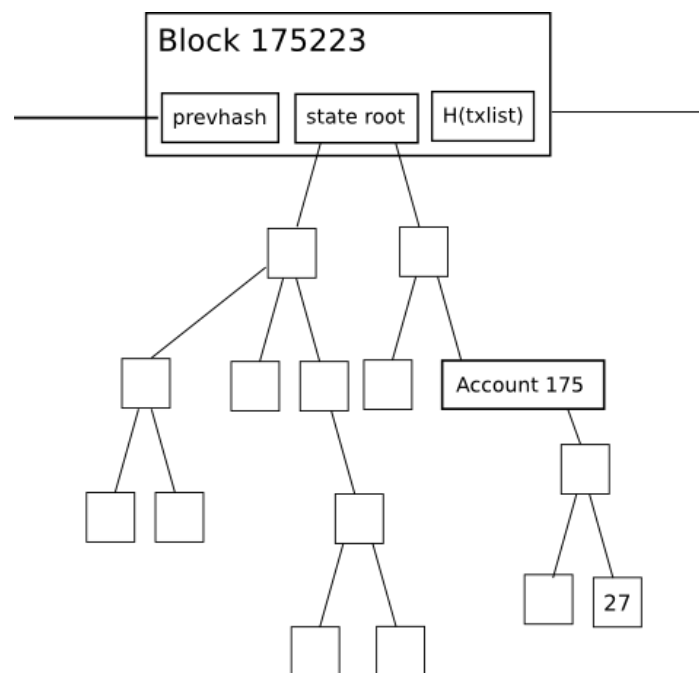 Block 175223
prevhash
state root
H(txlist)
Account 175
27